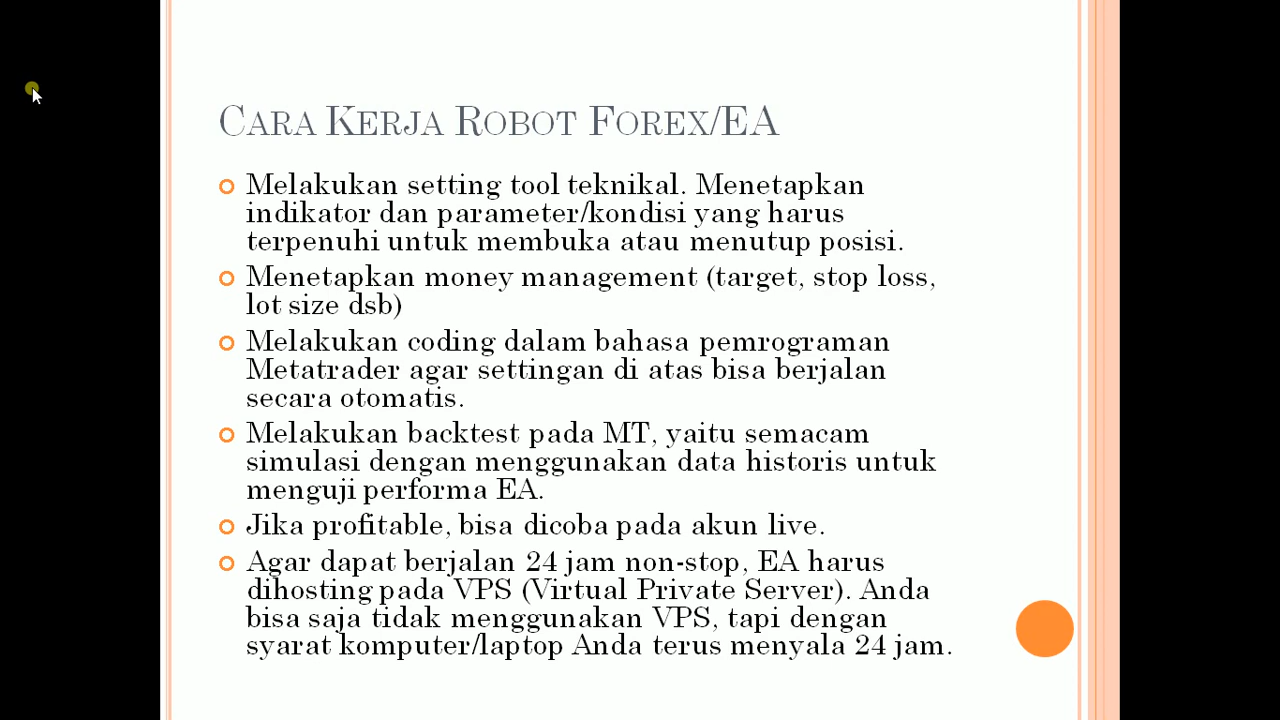 CARA KERJA ROBOT FOREX/EA
Melakukan setting tool teknikal. Menetapkan
indikator dan parameter/kondisi yang harus
terpenuhi untuk membuka atau menutup posisi.
Menetapkan money management (target, stop loss,
lot size dsb)
Melakukan coding dalam bahasa pemrograman
Metatrader agar settingan di atas bisa berjalan
secara otomatis.
Melakukan backtest pada MT, yaitu semacam
simulasi dengan menggunakan data historis untuk
menguji performa EA.
Jika profitable, bisa dicoba pada akun live.
Agar dapat berjalan 24 jam non-stop, EA harus
dihosting pada VPS (Virtual Private Server). Anda
bisa saja tidak menggunakan VPS, tapi dengan
syarat komputer/laptop Anda terus menyala 24 jam.